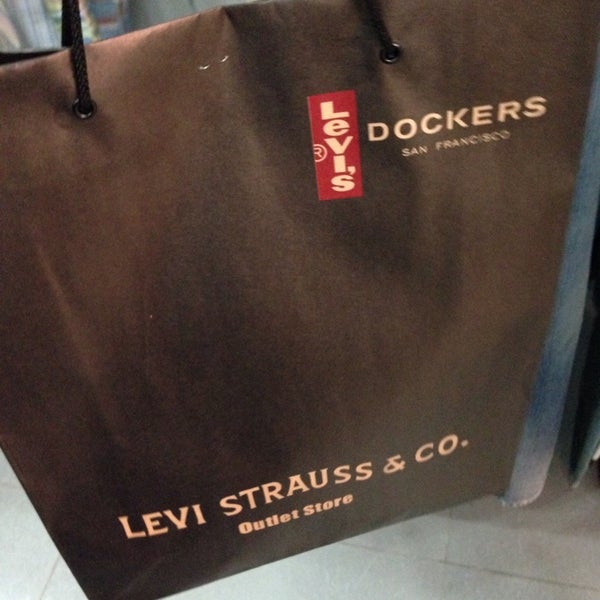 LeVI'S
®
DOCKERS
SAN FRANCISCO
LEVI STRAUSS & CO.
Outlet Store